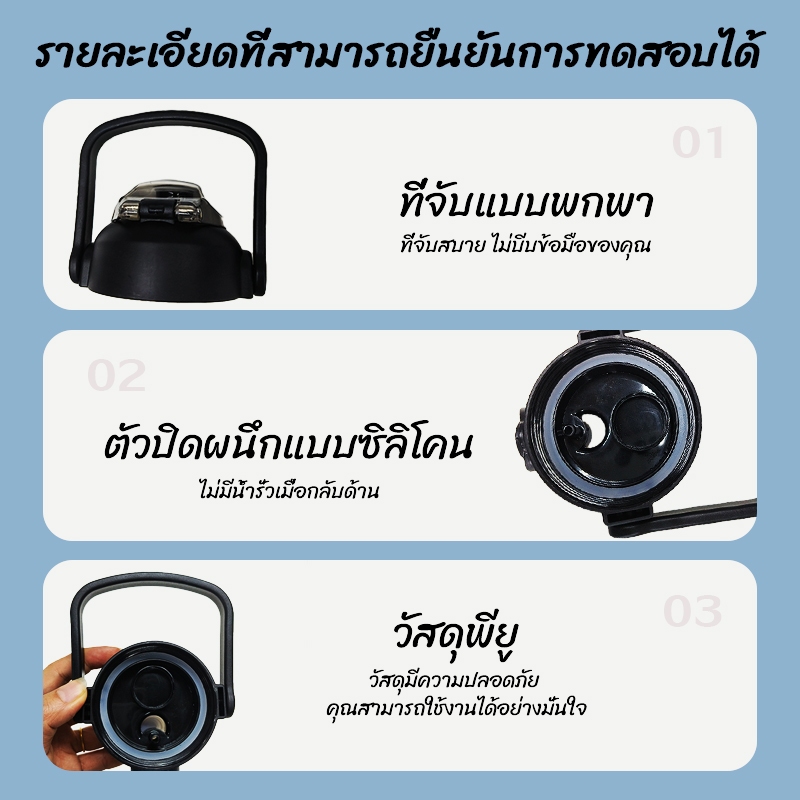 รายละเอียดที่สามารถยืนยันการทดสอบได้
01
ที่จับแบบพกพา
ที่จับสบาย ไม่บีบข้อมือของคุณ
02
ตัวปิดผนึกแบบซิลิโคน
ไม่มีน้ำรั่วเมื่อกลับด้าน
03
วัสดุพียู
วัสดุมีความปลอดภัย
คุณสามารถใช้งานได้อย่างมั่นใจ